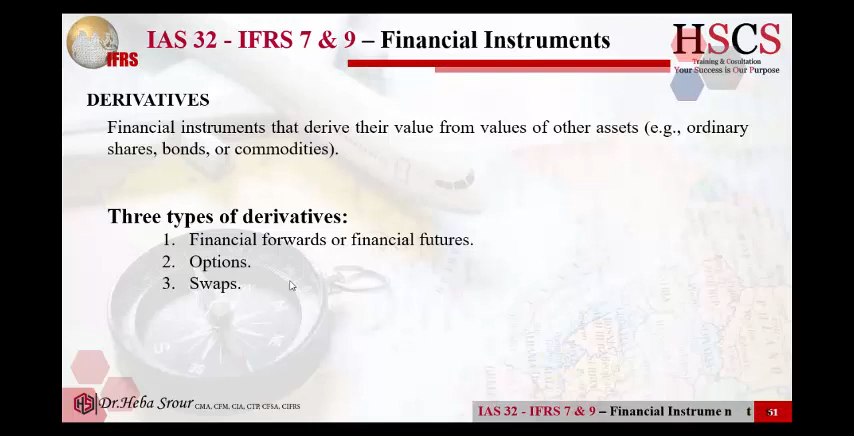 IFRS
IAS 32 - IFRS 7 & 9 – Financial Instruments
HSCS
Training & Cosultation
Your Success is Our Purpose
DERIVATIVES
Financial instruments that derive their value from values of other assets (e.g., ordinary
shares, bonds, or commodities).
Three types of derivatives:
1. Financial forwards or financial futures.
2. Options.
3. Swaps.
Dr.Heba Srour CMA, CFM, CIA, CTP, CFSA, CIFRS
IAS 32 - IFRS 7 & 9 – Financial Instrume n t